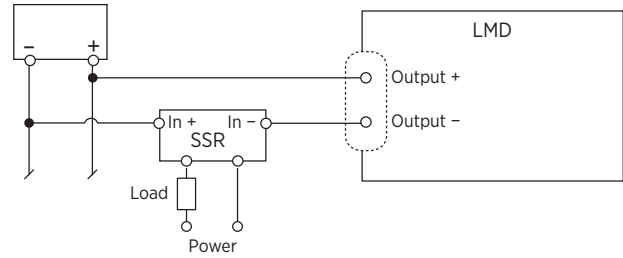 LMD
− +
Output +
Output −
In + In −
SSR
Load
Power